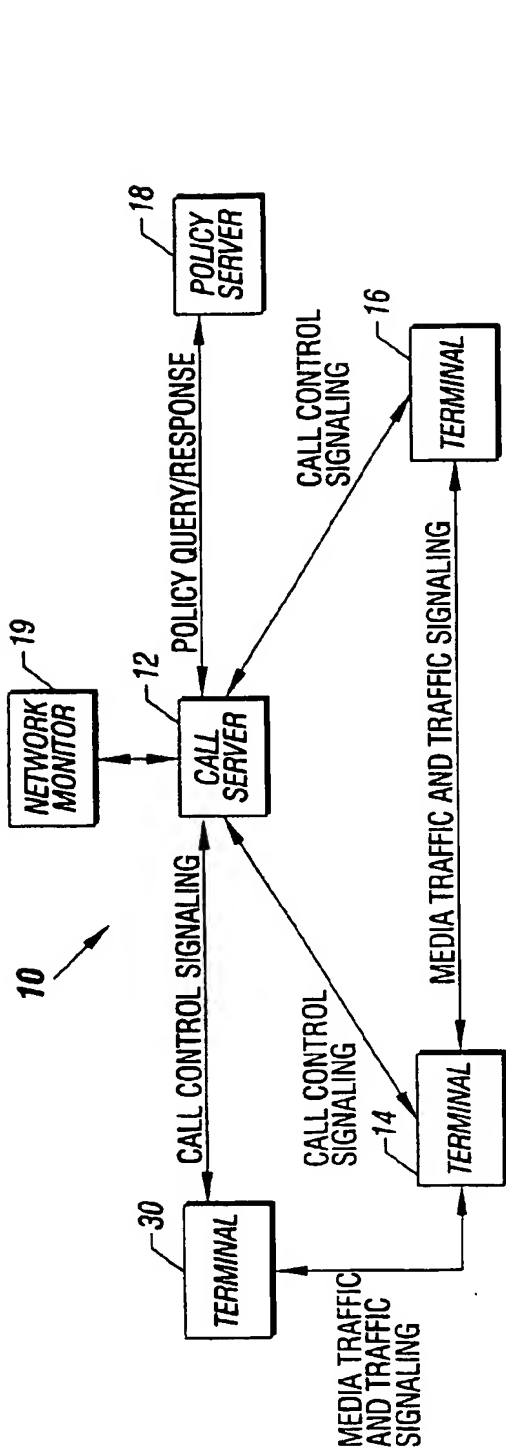 10
19
NETWORK
MONITOR
12
CALL
SERVER
18
POLICY
SERVER
POLICY QUERY/RESPONSE
CALL CONTROL SIGNALING
30
TERMINAL
CALL CONTROL
SIGNALING
14
TERMINAL
CALL CONTROL
SIGNALING
16
TERMINAL
MEDIA TRAFFIC AND TRAFFIC SIGNALING
MEDIA TRAFFIC
AND TRAFFIC
SIGNALING